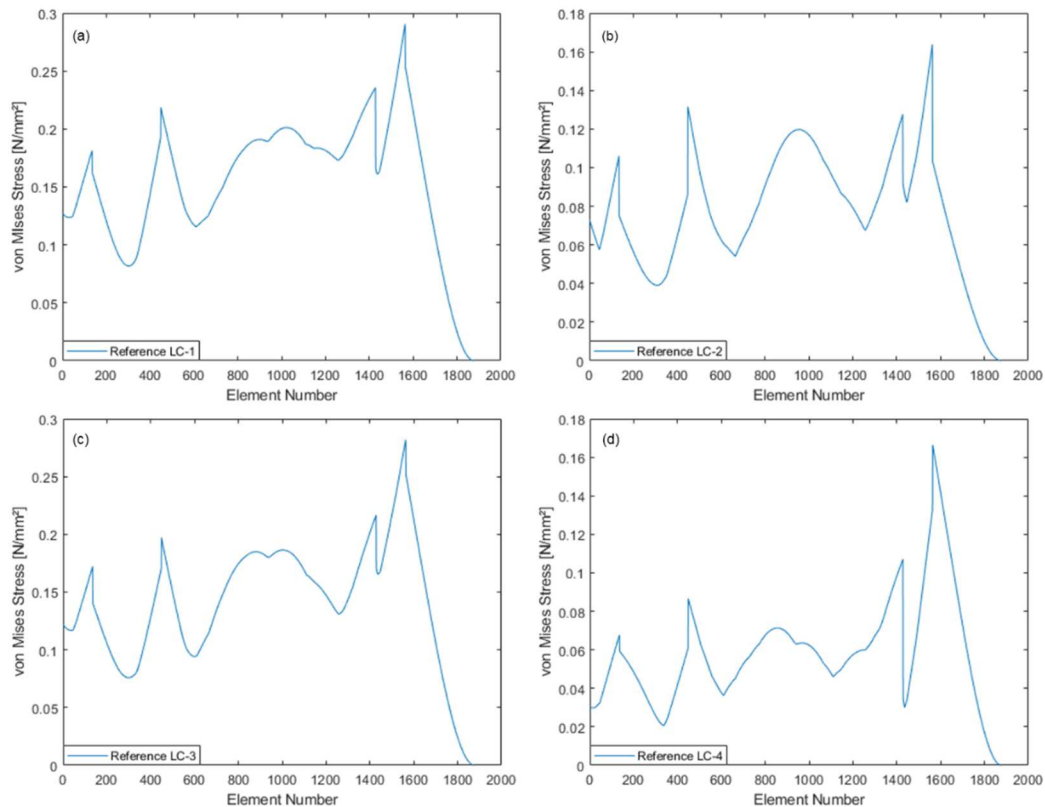 (a)
von MIses Stress [N/mm²]
0.3
0.25
0.2
0.15
0.1
0.05
0
Reference LC-1
0 200 400 600 800 1000 1200 1400 1600 1800 2000
Element Number
(b)
von Mises Stress [N/mm²]
0.18
0.16
0.14
0.12
0.1
0.08
0.06
0.04
0.02
0
Reference LC-2
0 200 400 600 800 1000 1200 1400 1600 1800 2000
Element Number
(c)
von Mises Stress [N/mm²]
0.3
0.25
0.2
0.15
0.1
0.05
0
Reference LC-3
0 200 400 600 800 1000 1200 1400 1600 1800 2000
Element Number
(d)
von Mises Stress [N/mm²]
0.18
0.16
0.14
0.12
0.1
0.08
0.06
0.04
0.02
0
Reference LC-4
0 200 400 600 800 1000 1200 1400 1600 1800 2000
Element Number